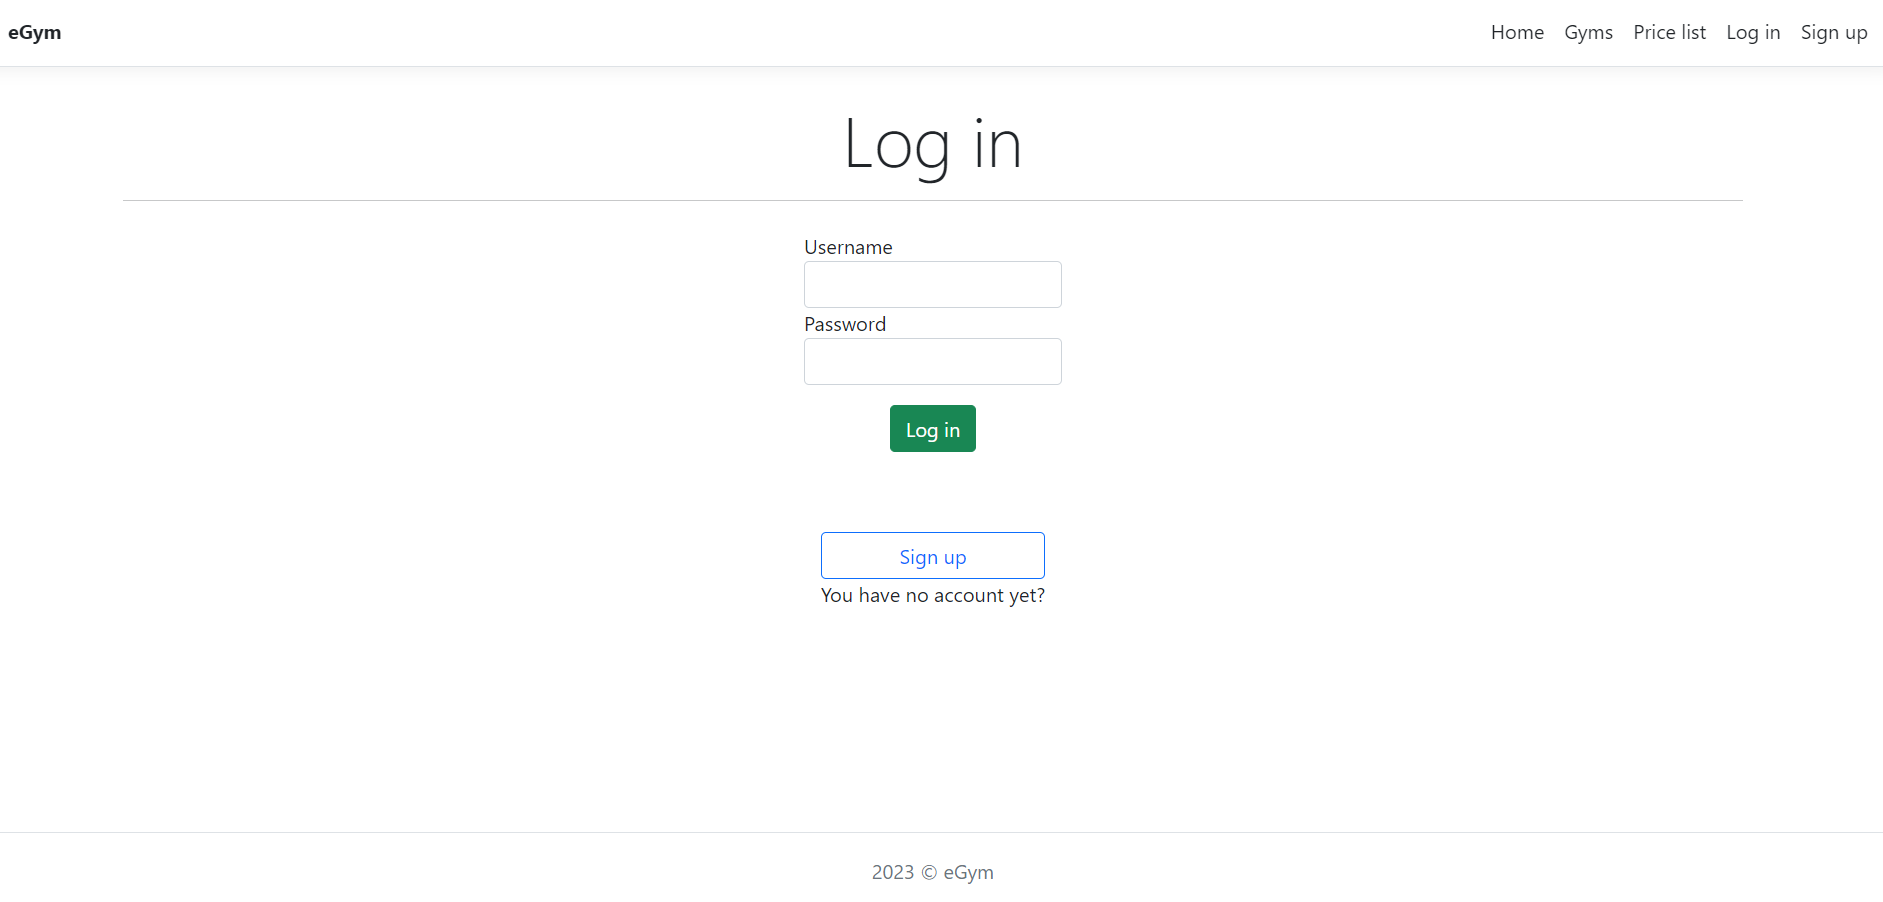 eGym
Home Gyms Price list Log in Sign up
Log in
Username
Password
Log in
Sign up
You have no account yet?
2023 © eGym